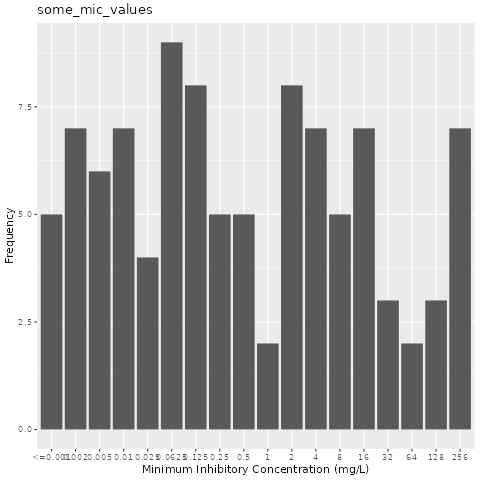 some_mic_values
Frequency
7.5
5.0
2.5
0.0
<=0.001 0.002 0.005 0.01 0.025 0.0625 0.125 0.25 0.5 1 2 4 8 16 32 64 128 256
Minimum Inhibitory Concentration (mg/L)